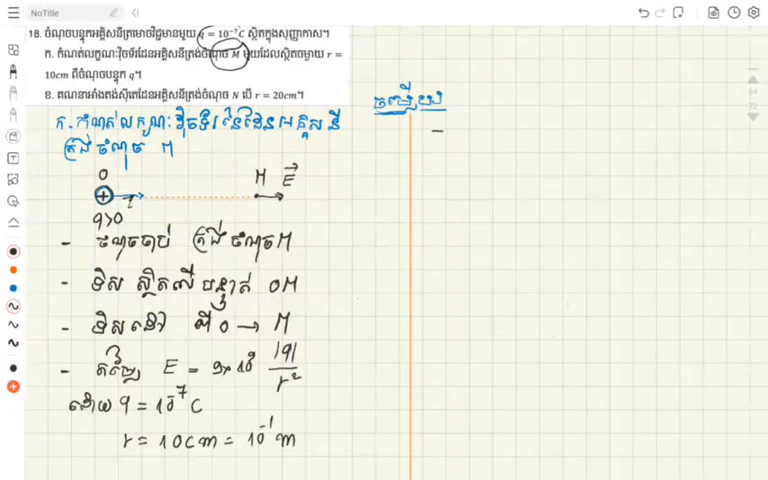 NoTitle
18. ចំណុចបន្ទុកអគ្គិសនីត្រមោចវិជ្ជមានមួយ q = 10⁻⁷C ស្ថិតក្នុងសុញ្ញាកាស។
ក. កំណត់លក្ខណៈវ៉ិចទ័រដែនអគ្គិសនីត្រង់ចំណុច M មួយដែលស្ថិតចម្ងាយ r =
10cm ពីចំណុចបន្ទុក q។
ខ. គណនាអាំងតង់ស៊ីតេដែនអគ្គិសនីត្រង់ចំណុច N បើ r = 20cm។
ចម្លើយ
ក. កំណត់លក្ខណៈវ៉ិចទ័រនៃដែនអគ្គិសនី
ត្រង់ចំណុច M
O M E⃗
+
q>0
- ចំណុចចាប់ ត្រង់ចំណុច M
- ទិស ស្ថិតលើបន្ទាត់ OM
- ទិសដៅ ពី O → M
- តម្លៃ E = 9×10⁹ |q|/r²
ដោយ q = 10⁻⁷ C
r = 10cm = 10⁻¹ m